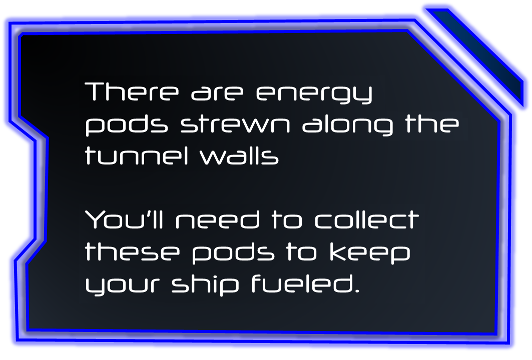 There are energy
pods strewn along the
tunnel walls
You'll need to collect
these pods to keep
your ship fueled.